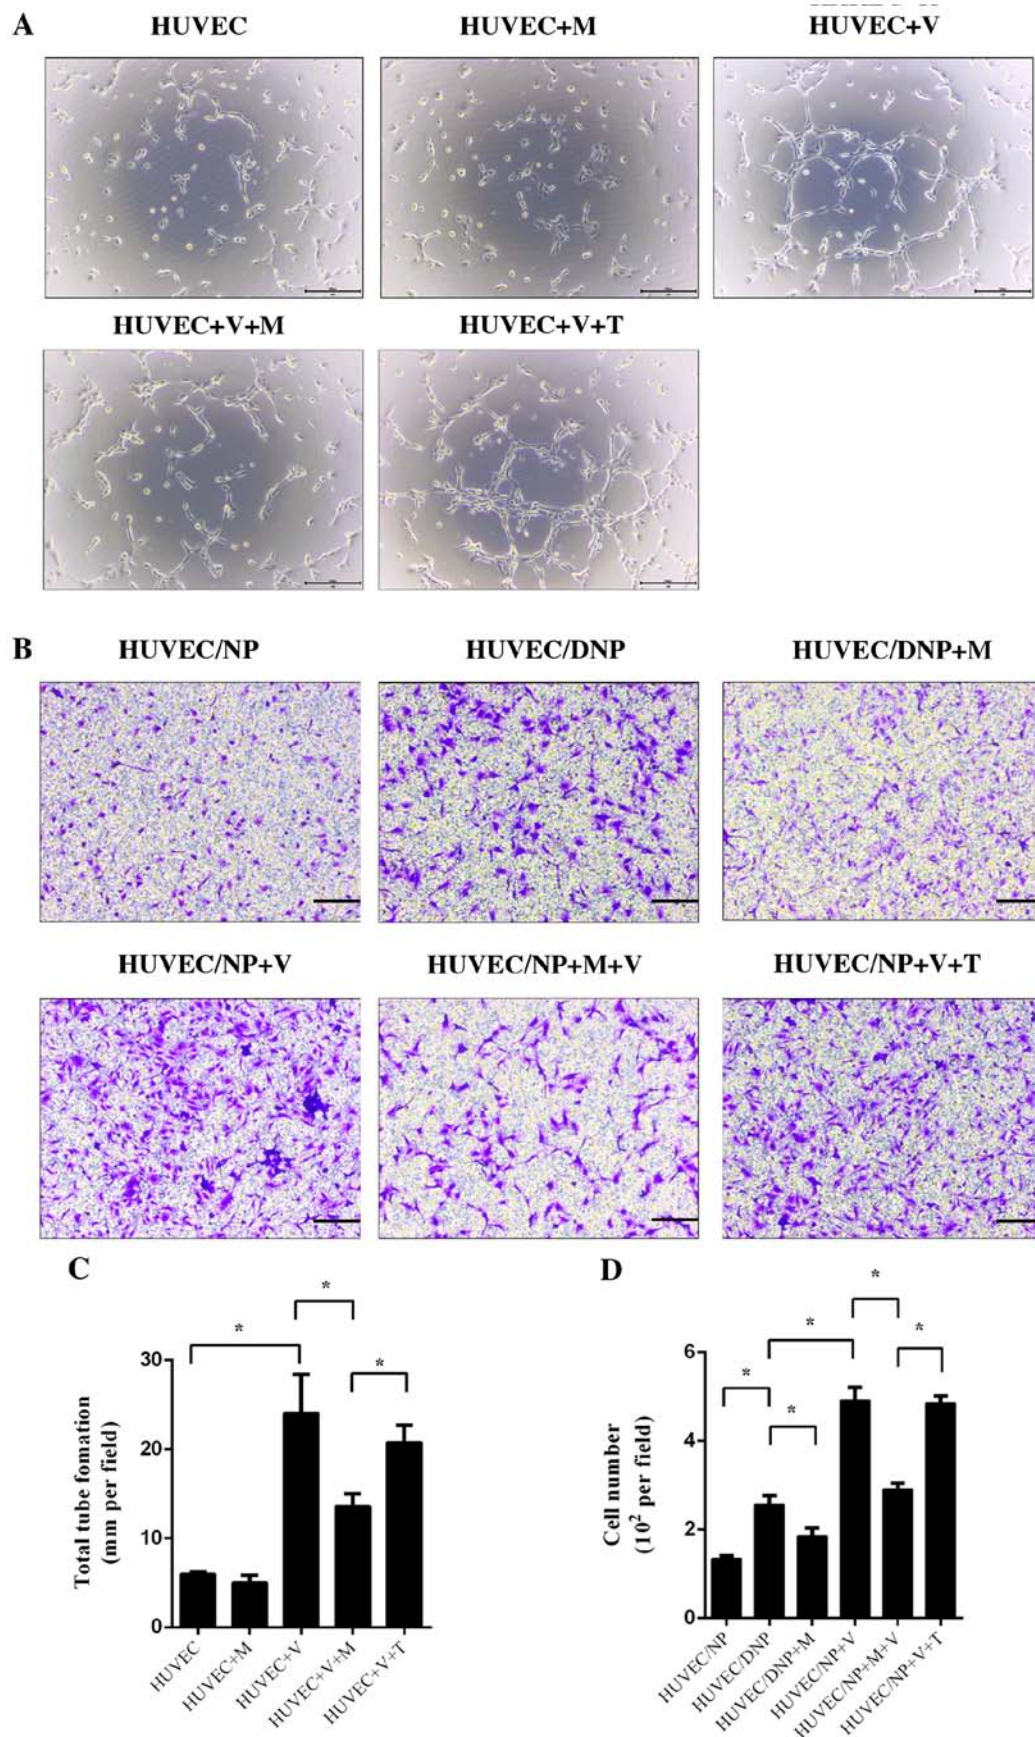 A
HUVEC
HUVEC+M
HUVEC+V
HUVEC+V+M
HUVEC+V+T
B
HUVEC/NP
HUVEC/DNP
HUVEC/DNP+M
HUVEC/NP+V
HUVEC/NP+M+V
HUVEC/NP+V+T
C
Total tube fomation
(mm per field)
30
20
10
0
*
*
*
HUVEC
HUVEC+M
HUVEC+V
HUVEC+V+M
HUVEC+V+T
D
Cell number
(10² per field)
6
4
2
0
*
*
*
*
*
HUVEC/NP
HUVEC/DNP
HUVEC/DNP+M
HUVEC/NP+V
HUVEC/NP+M+V
HUVEC/NP+V+T